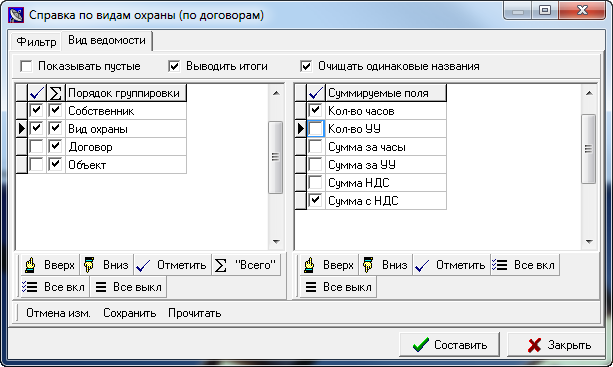 Справка по видам охраны (по договорам)
Фильтр Вид ведомости
Показывать пустые Выводить итоги Очищать одинаковые названия
Σ Порядок группировки
Собственник
Вид охраны
Договор
Объект
Суммируемые поля
Кол-во часов
Кол-во УУ
Сумма за часы
Сумма за УУ
Сумма НДС
Сумма с НДС
Вверх Вниз Отметить Σ "Всего"
Все вкл Все выкл
Вверх Вниз Отметить Все вкл
Все выкл
Отмена изм. Сохранить Прочитать
Составить Закрыть